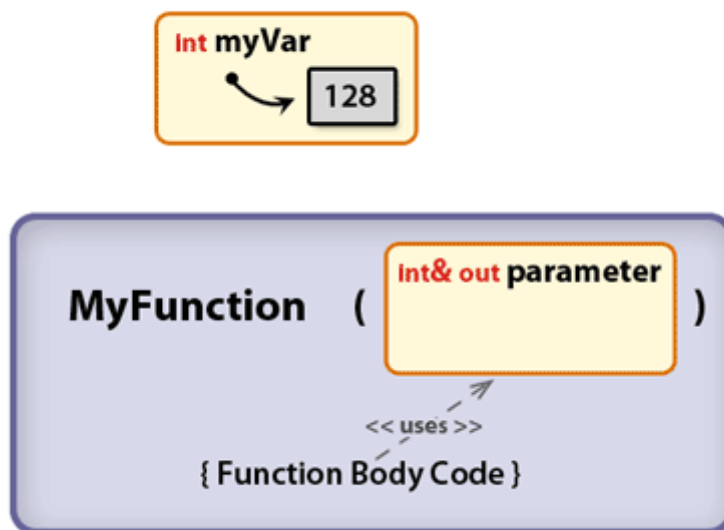 int myVar
128
int& out parameter
MyFunction ( )
<< uses >>
{ Function Body Code }